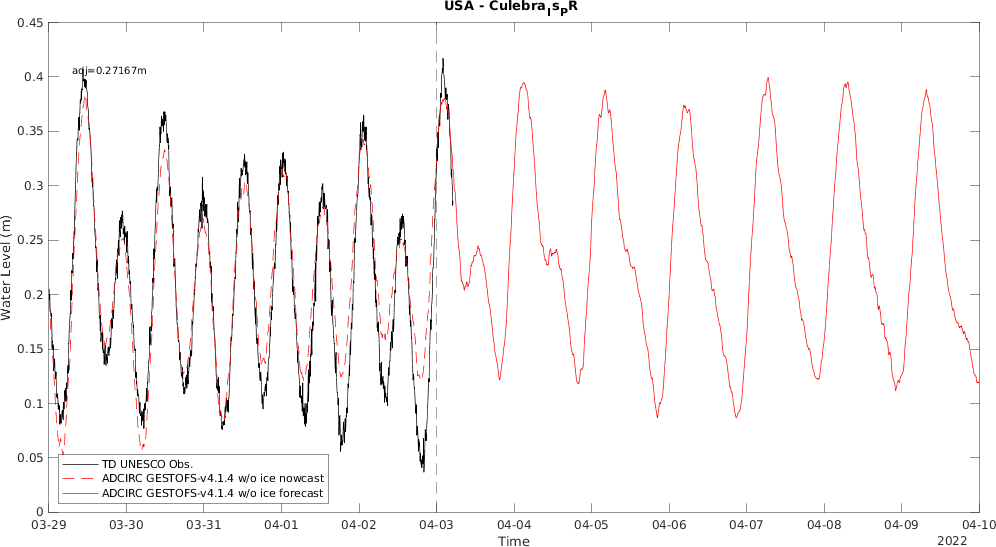 USA - Culebra_Is_PR
0.45
0.4
0.35
0.3
0.25
0.2
0.15
0.1
0.05
0
Water Level (m)
adj=0.27167m
TD UNESCO Obs.
ADCIRC GESTOFS-v4.1.4 w/o ice nowcast
ADCIRC GESTOFS-v4.1.4 w/o ice forecast
03-29 03-30 03-31 04-01 04-02 04-03 04-04 04-05 04-06 04-07 04-08 04-09 04-10
Time
2022